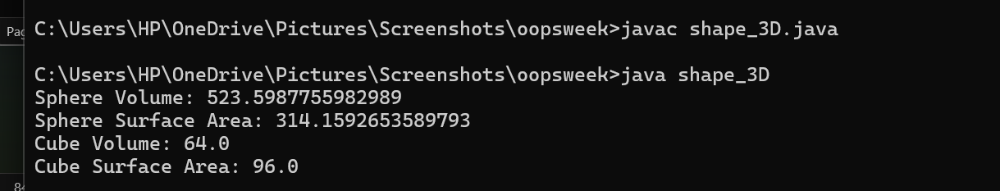 Pag
C:\Users\HP\OneDrive\Pictures\Screenshots\oopsweek>javac shape_3D.java
C:\Users\HP\OneDrive\Pictures\Screenshots\oopsweek>java shape_3D
Sphere Volume: 523.5987755982989
Sphere Surface Area: 314.1592653589793
Cube Volume: 64.0
Cube Surface Area: 96.0